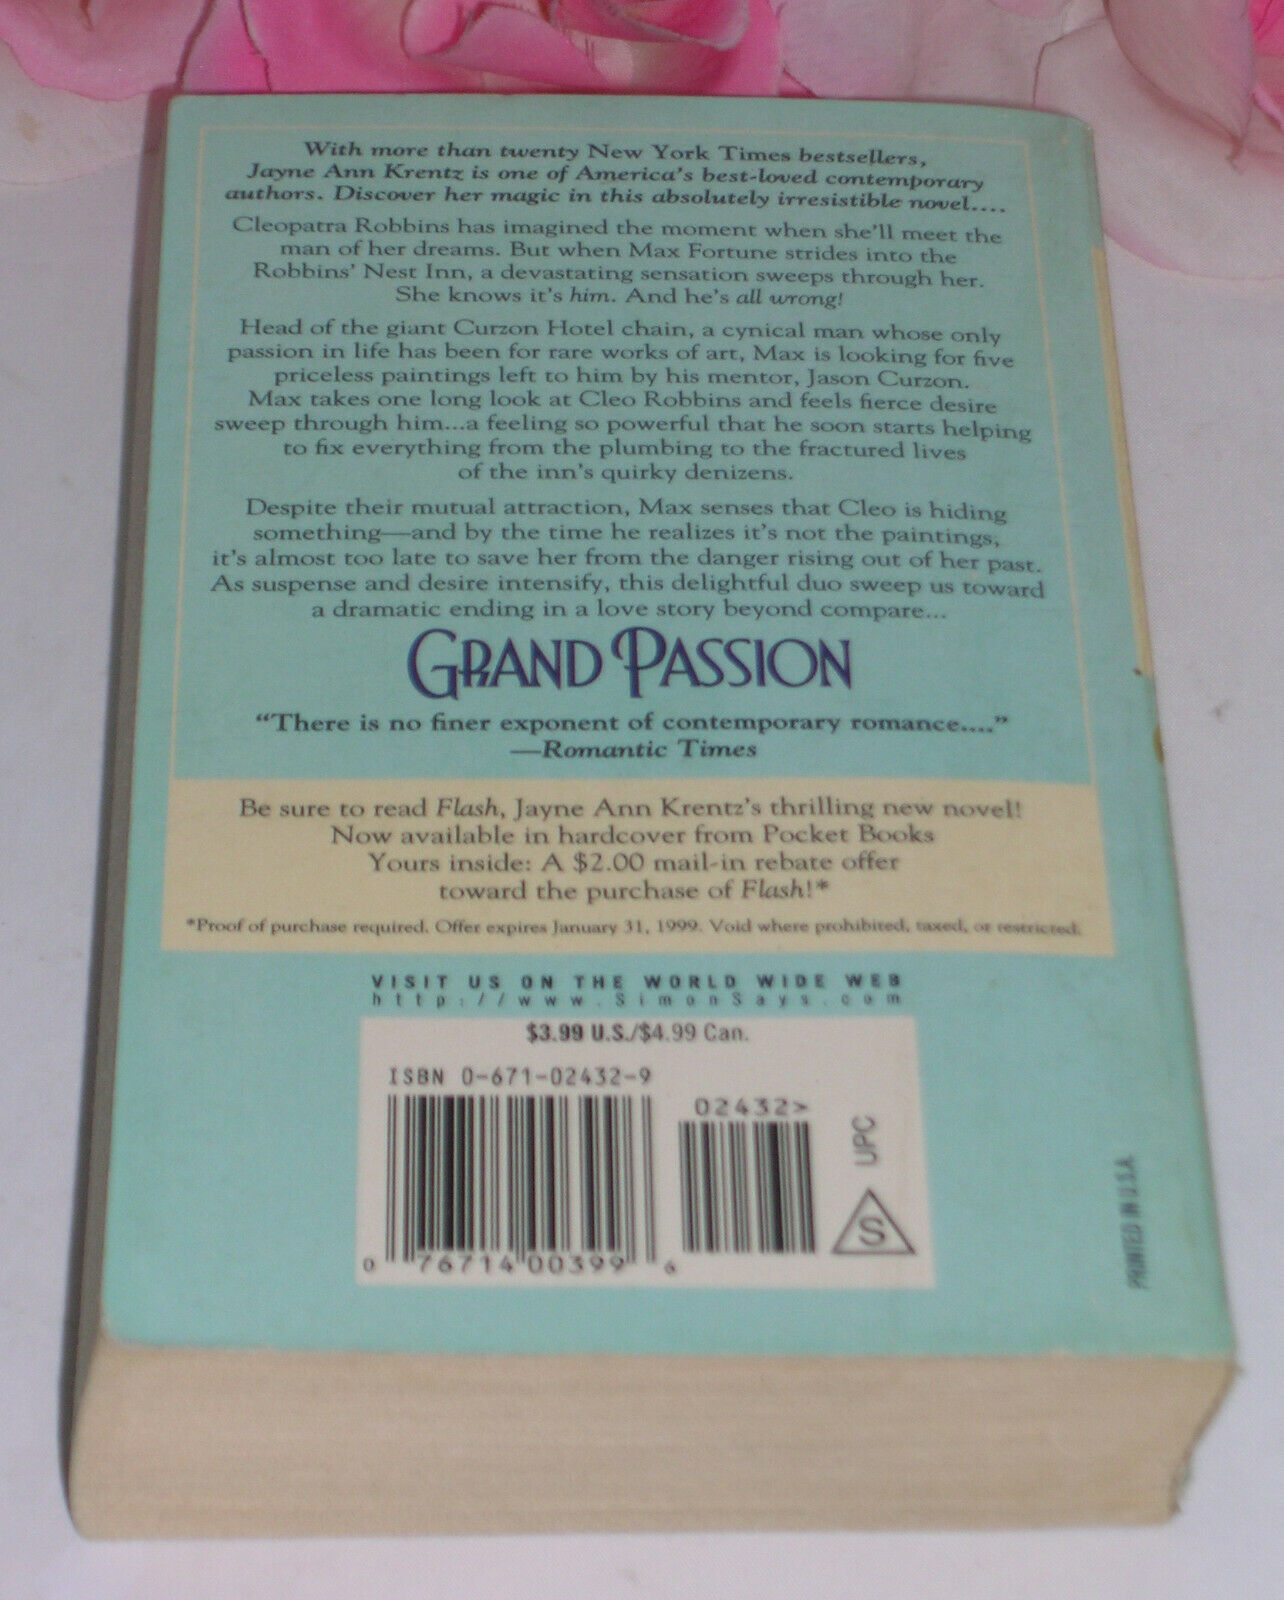 With more than twenty New York Times bestsellers,
Jayne Ann Krentz is one of America's best-loved contemporary
authors. Discover her magic in this absolutely irresistible novel....
Cleopatra Robbins has imagined the moment when she'll meet the
man of her dreams. But when Max Fortune strides into the
Robbins' Nest Inn, a devastating sensation sweeps through her.
She knows it's him. And he's all wrong!
Head of the giant Curzon Hotel chain, a cynical man whose only
passion in life has been for rare works of art, Max is looking for five
priceless paintings left to him by his mentor, Jason Curzon.
Max takes one long look at Cleo Robbins and feels fierce desire
sweep through him...a feeling so powerful that he soon starts helping
to fix everything from the plumbing to the fractured lives
of the inn's quirky denizens.
Despite their mutual attraction, Max senses that Cleo is hiding
something—and by the time he realizes it's not the paintings,
it's almost too late to save her from the danger rising out of her past.
As suspense and desire intensify, this delightful duo sweep us toward
a dramatic ending in a love story beyond compare...
GRAND PASSION
"There is no finer exponent of contemporary romance...."
—Romantic Times
Be sure to read Flash, Jayne Ann Krentz's thrilling new novel!
Now available in hardcover from Pocket Books
Yours inside: A $2.00 mail-in rebate offer
toward the purchase of Flash!*
*Proof of purchase required. Offer expires January 31, 1999. Void where prohibited, taxed, or restricted.
VISIT US ON THE WORLD WIDE WEB
http://www.SimonSays.com
$3.99 U.S./$4.99 Can.
ISBN 0-671-02432-9
02432>
0 76714 00399 6
UPC
S
PRINTED IN U.S.A.